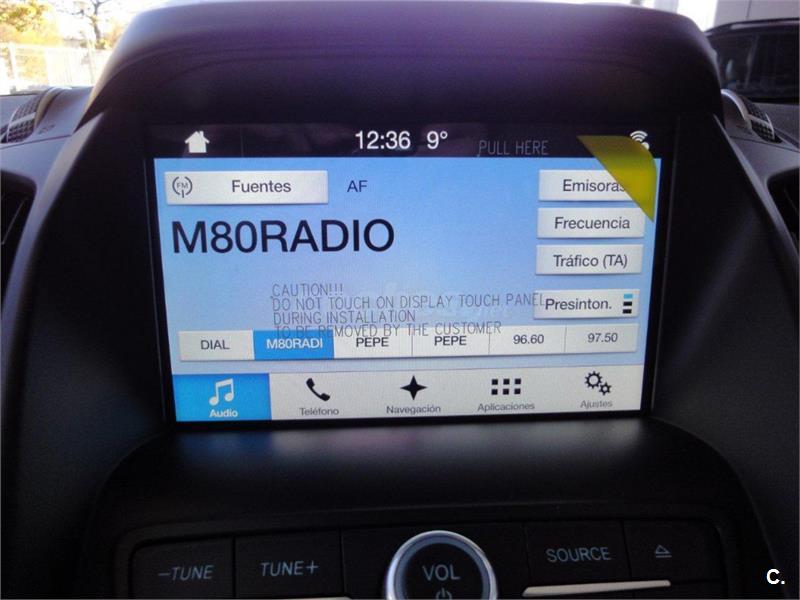 12:36 9° PULL HERE
FM Fuentes AF Emisoras
M80RADIO Frecuencia
Tráfico (TA)
CAUTION!!!
DO NOT TOUCH ON DISPLAY TOUCH PANEL Presinton.
DURING INSTALLATION
TO BE REMOVED BY THE CUSTOMER
DIAL M80RADI PEPE PEPE 96.60 97.50
Audio Teléfono Navegación Aplicaciones Ajustes
–TUNE TUNE+ VOL SOURCE
C.